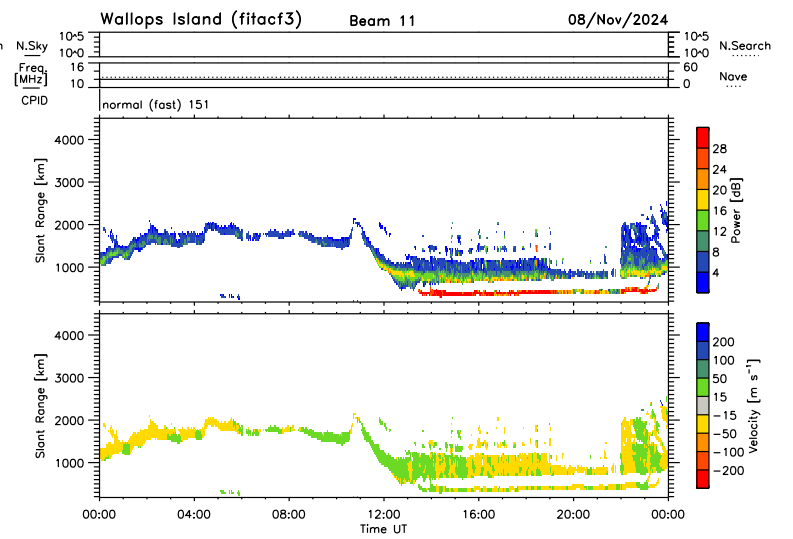 Wallops Island (fitacf3) Beam 11 08/Nov/2024
n N.Sky 10^5 10^0 10^5 10^0 N.Search
Freq. [MHz] 16 10 60 0 Nave
CPID normal (fast) 151
Slant Range [km]
4000
3000
2000
1000
28
24
20
16
12
8
4
Power [dB]
Slant Range [km]
4000
3000
2000
1000
200
100
50
15
-15
-50
-100
-200
Velocity [m s⁻¹]
00:00 04:00 08:00 12:00 16:00 20:00 00:00
Time UT